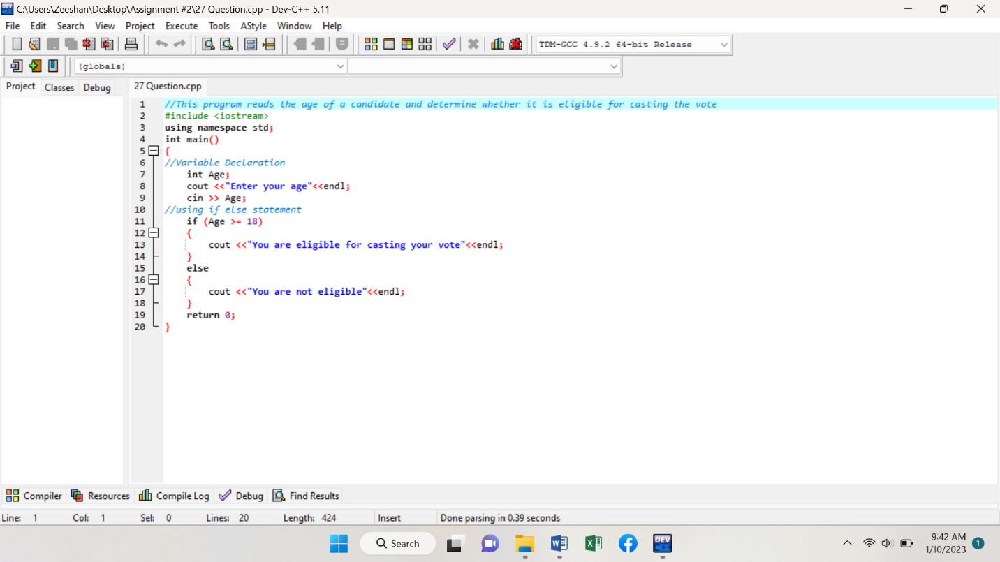 C:\Users\Zeeshan\Desktop\Assignment #2\27 Question.cpp - Dev-C++ 5.11
File Edit Search View Project Execute Tools AStyle Window Help
TDM-GCC 4.9.2 64-bit Release
(globals)
Project Classes Debug 27 Question.cpp
1 //This program reads the age of a candidate and determine whether it is eligible for casting the vote
2 #include <iostream>
3 using namespace std;
4 int main()
5 {
6 //Variable Declaration
7 int Age;
8 cout <<"Enter your age"<<endl;
9 cin >> Age;
10 //using if else statement
11 if (Age >= 18)
12 {
13 cout <<"You are eligible for casting your vote"<<endl;
14 }
15 else
16 {
17 cout <<"You are not eligible"<<endl;
18 }
19 return 0;
20 }
Compiler Resources Compile Log Debug Find Results
Line: 1 Col: 1 Sel: 0 Lines: 20 Length: 424 Insert Done parsing in 0.39 seconds
Search
DEV C++
9:42 AM
1/10/2023
1